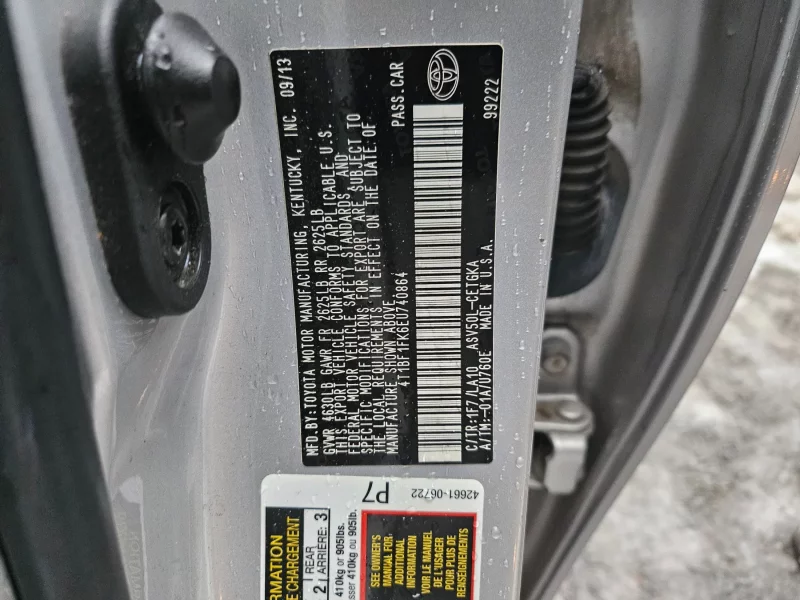 MFD.BY:TOYOTA MOTOR MANUFACTURING, KENTUCKY, INC. 09/13
GVWR 4630LB GAWR FR 2625LB RR 2625LB
THIS EXPORT VEHICLE CONFORMS TO APPLICABLE U.S.
FEDERAL MOTOR VEHICLE SAFETY STANDARDS, AND
SPECIFIC MODIFICATIONS FOR EXPORT ARE SUBJECT TO
THE LOCAL REQUIREMENTS IN EFFECT ON THE DATE OF
MANUFACTURE SHOWN ABOVE.
4T1BF1FK6EU740864 PASS.CAR
C/TR:1F7/LA10 ASV50L-CETGKA
A/TM:-01A/U760E MADE IN U.S.A. 99222
42661-06722
P7
REAR
ARRIÈRE: 3
2
410kg or 905lbs.
410kg ou 905lb.
SEE OWNER'S
MANUAL FOR
ADDITIONAL
INFORMATION
VOIR LE MANUEL
DE L'USAGER
POUR PLUS DE
RENSEIGNEMENTS